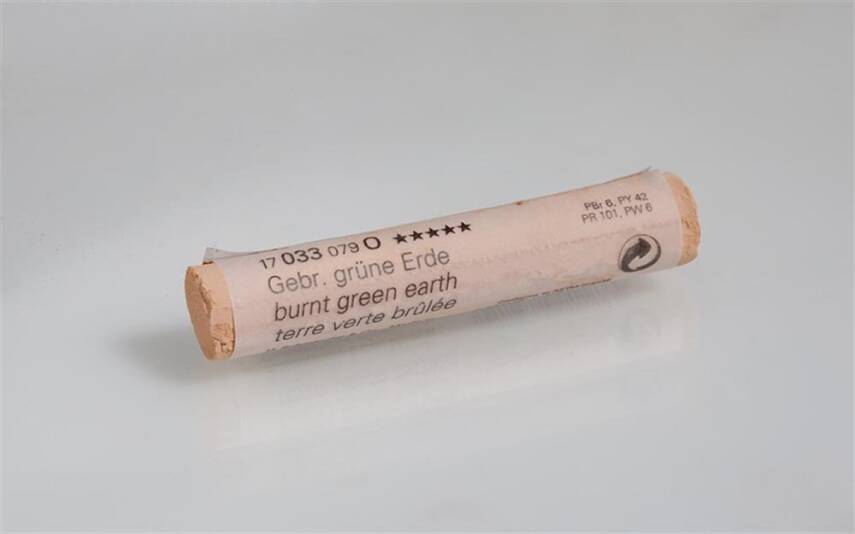 17 033 079 O ★★★★★
Gebr. grüne Erde
burnt green earth
terre verte brûlée
PBr 6, PY 42
PR 101, PW 6